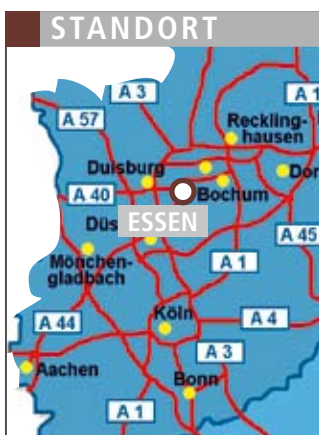 STANDORT
A 3
A 1
A 57
Reckling-
hausen
Duisburg
Dor
A 40
Bochum
Düs
ESSEN
A 45
Mönchen-
gladbach
A 1
Köln
A 44
A 4
A 3
Aachen
Bonn
A 1